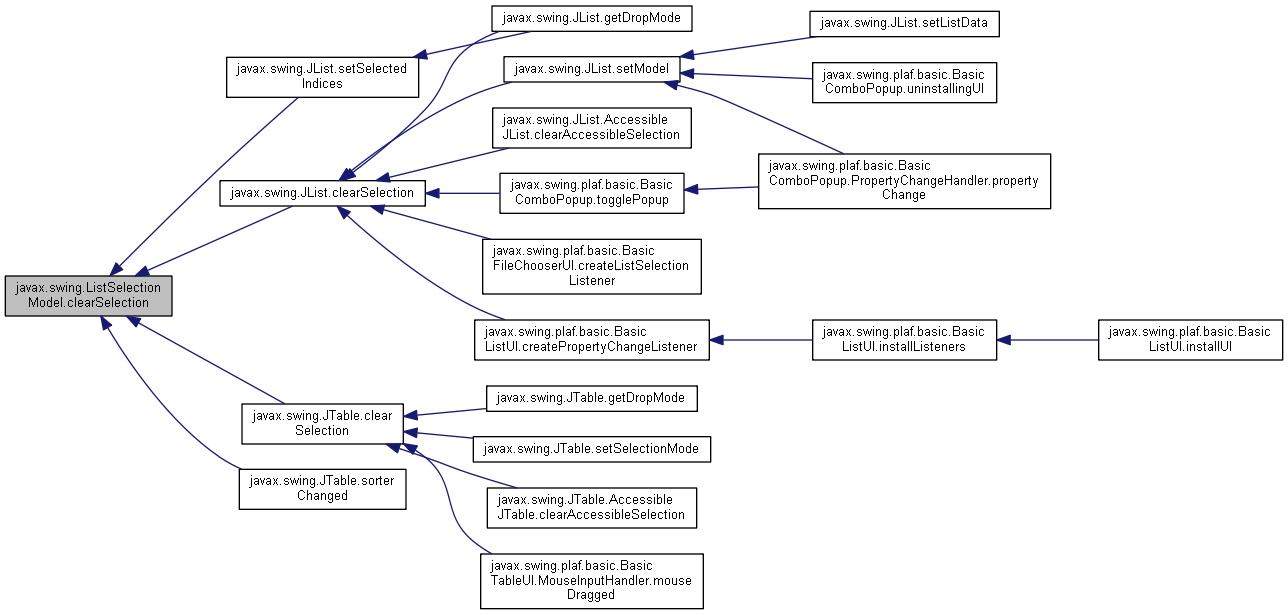 javax.swing.JList.getDropMode
javax.swing.JList.setListData
javax.swing.JList.setSelected
Indices
javax.swing.JList.setModel
javax.swing.plaf.basic.Basic
ComboPopup.uninstallingUI
javax.swing.JList.Accessible
JList.clearAccessibleSelection
javax.swing.JList.clearSelection
javax.swing.plaf.basic.Basic
ComboPopup.togglePopup
javax.swing.plaf.basic.Basic
ComboPopup.PropertyChangeHandler.property
Change
javax.swing.plaf.basic.Basic
FileChooserUI.createListSelection
Listener
javax.swing.ListSelection
Model.clearSelection
javax.swing.plaf.basic.Basic
ListUI.createPropertyChangeListener
javax.swing.plaf.basic.Basic
ListUI.installListeners
javax.swing.plaf.basic.Basic
ListUI.installUI
javax.swing.JTable.clear
Selection
javax.swing.JTable.getDropMode
javax.swing.JTable.setSelectionMode
javax.swing.JTable.sorter
Changed
javax.swing.JTable.Accessible
JTable.clearAccessibleSelection
javax.swing.plaf.basic.Basic
TableUI.MouseInputHandler.mouse
Dragged